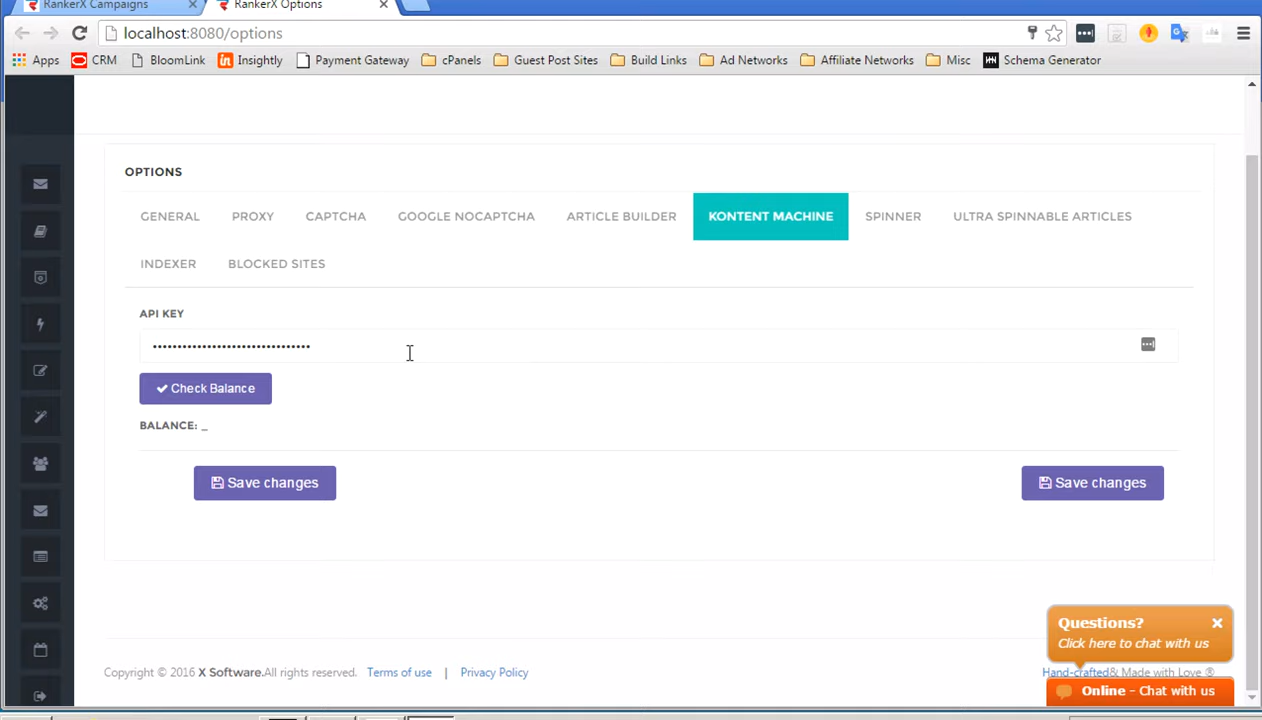 RankerX Campaigns
RankerX Options
localhost:8080/options
Apps CRM BloomLink Insightly Payment Gateway cPanels Guest Post Sites Build Links Ad Networks Affiliate Networks Misc Schema Generator
OPTIONS
GENERAL PROXY CAPTCHA GOOGLE NOCAPTCHA ARTICLE BUILDER KONTENT MACHINE SPINNER ULTRA SPINNABLE ARTICLES
INDEXER BLOCKED SITES
API KEY
••••••••••••••••••••••••••••••••
Check Balance
BALANCE: _
Save changes Save changes
Questions?
Click here to chat with us
Copyright © 2016 X Software.All rights reserved. Terms of use | Privacy Policy Hand-crafted& Made with Love ®
Online - Chat with us